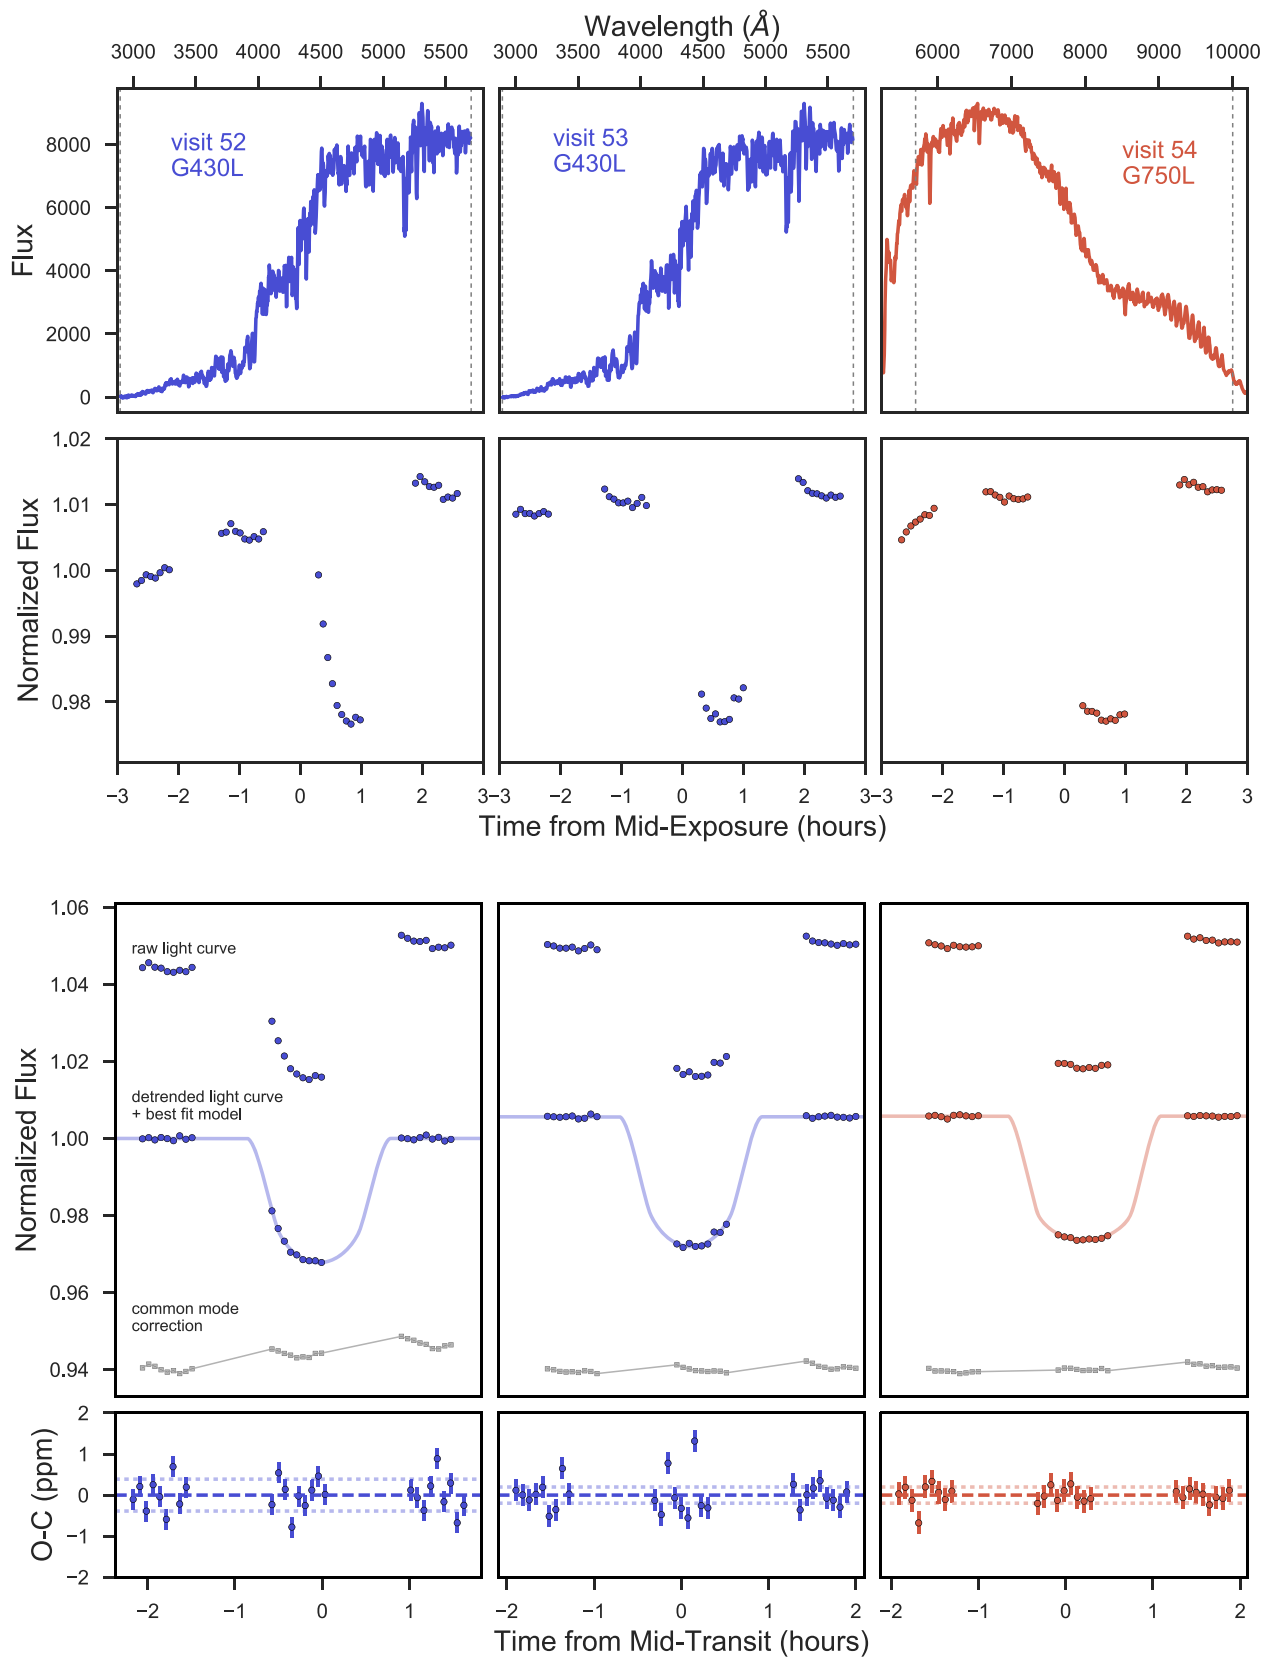 Wavelength (Å)
3000 4000 4500 5000 5500 3000 4000 4500 5000 5500 6000 7000 8000 9000 10000
Flux
8000
6000
4000
2000
0
visit 52
G430L
visit 53
G430L
visit 54
G750L
Normalized Flux
1.02
1.01
1.00
0.99
0.98
−3 −2 −1 0 1 2 3−3 −2 −1 0 1 2 3−3 −2 −1 0 1 2 3
Time from Mid-Exposure (hours)
Normalized Flux
1.06
1.04
1.02
1.00
0.98
0.96
0.94
raw light curve
detrended light curve
+ best fit model
common mode
correction
O-C (ppm)
2
1
0
−1
−2
−2 −1 0 1 −2 −1 0 1 2 −2 −1 0 1 2
Time from Mid-Transit (hours)